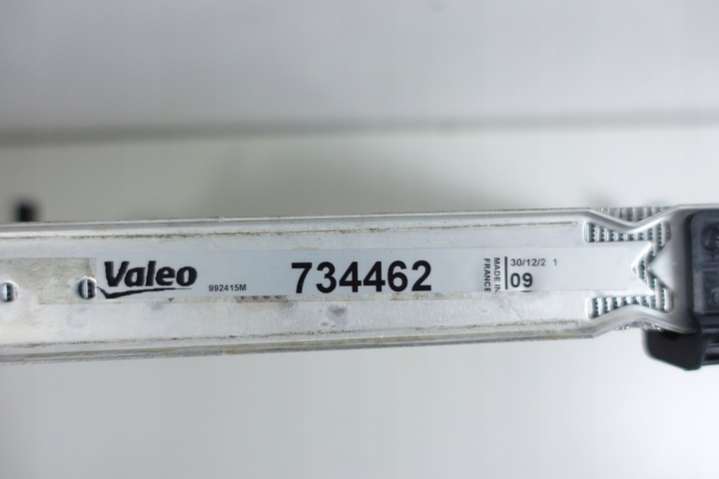 Valeo
992415M
734462
MADE IN
FRANCE
30/12/2 1
09